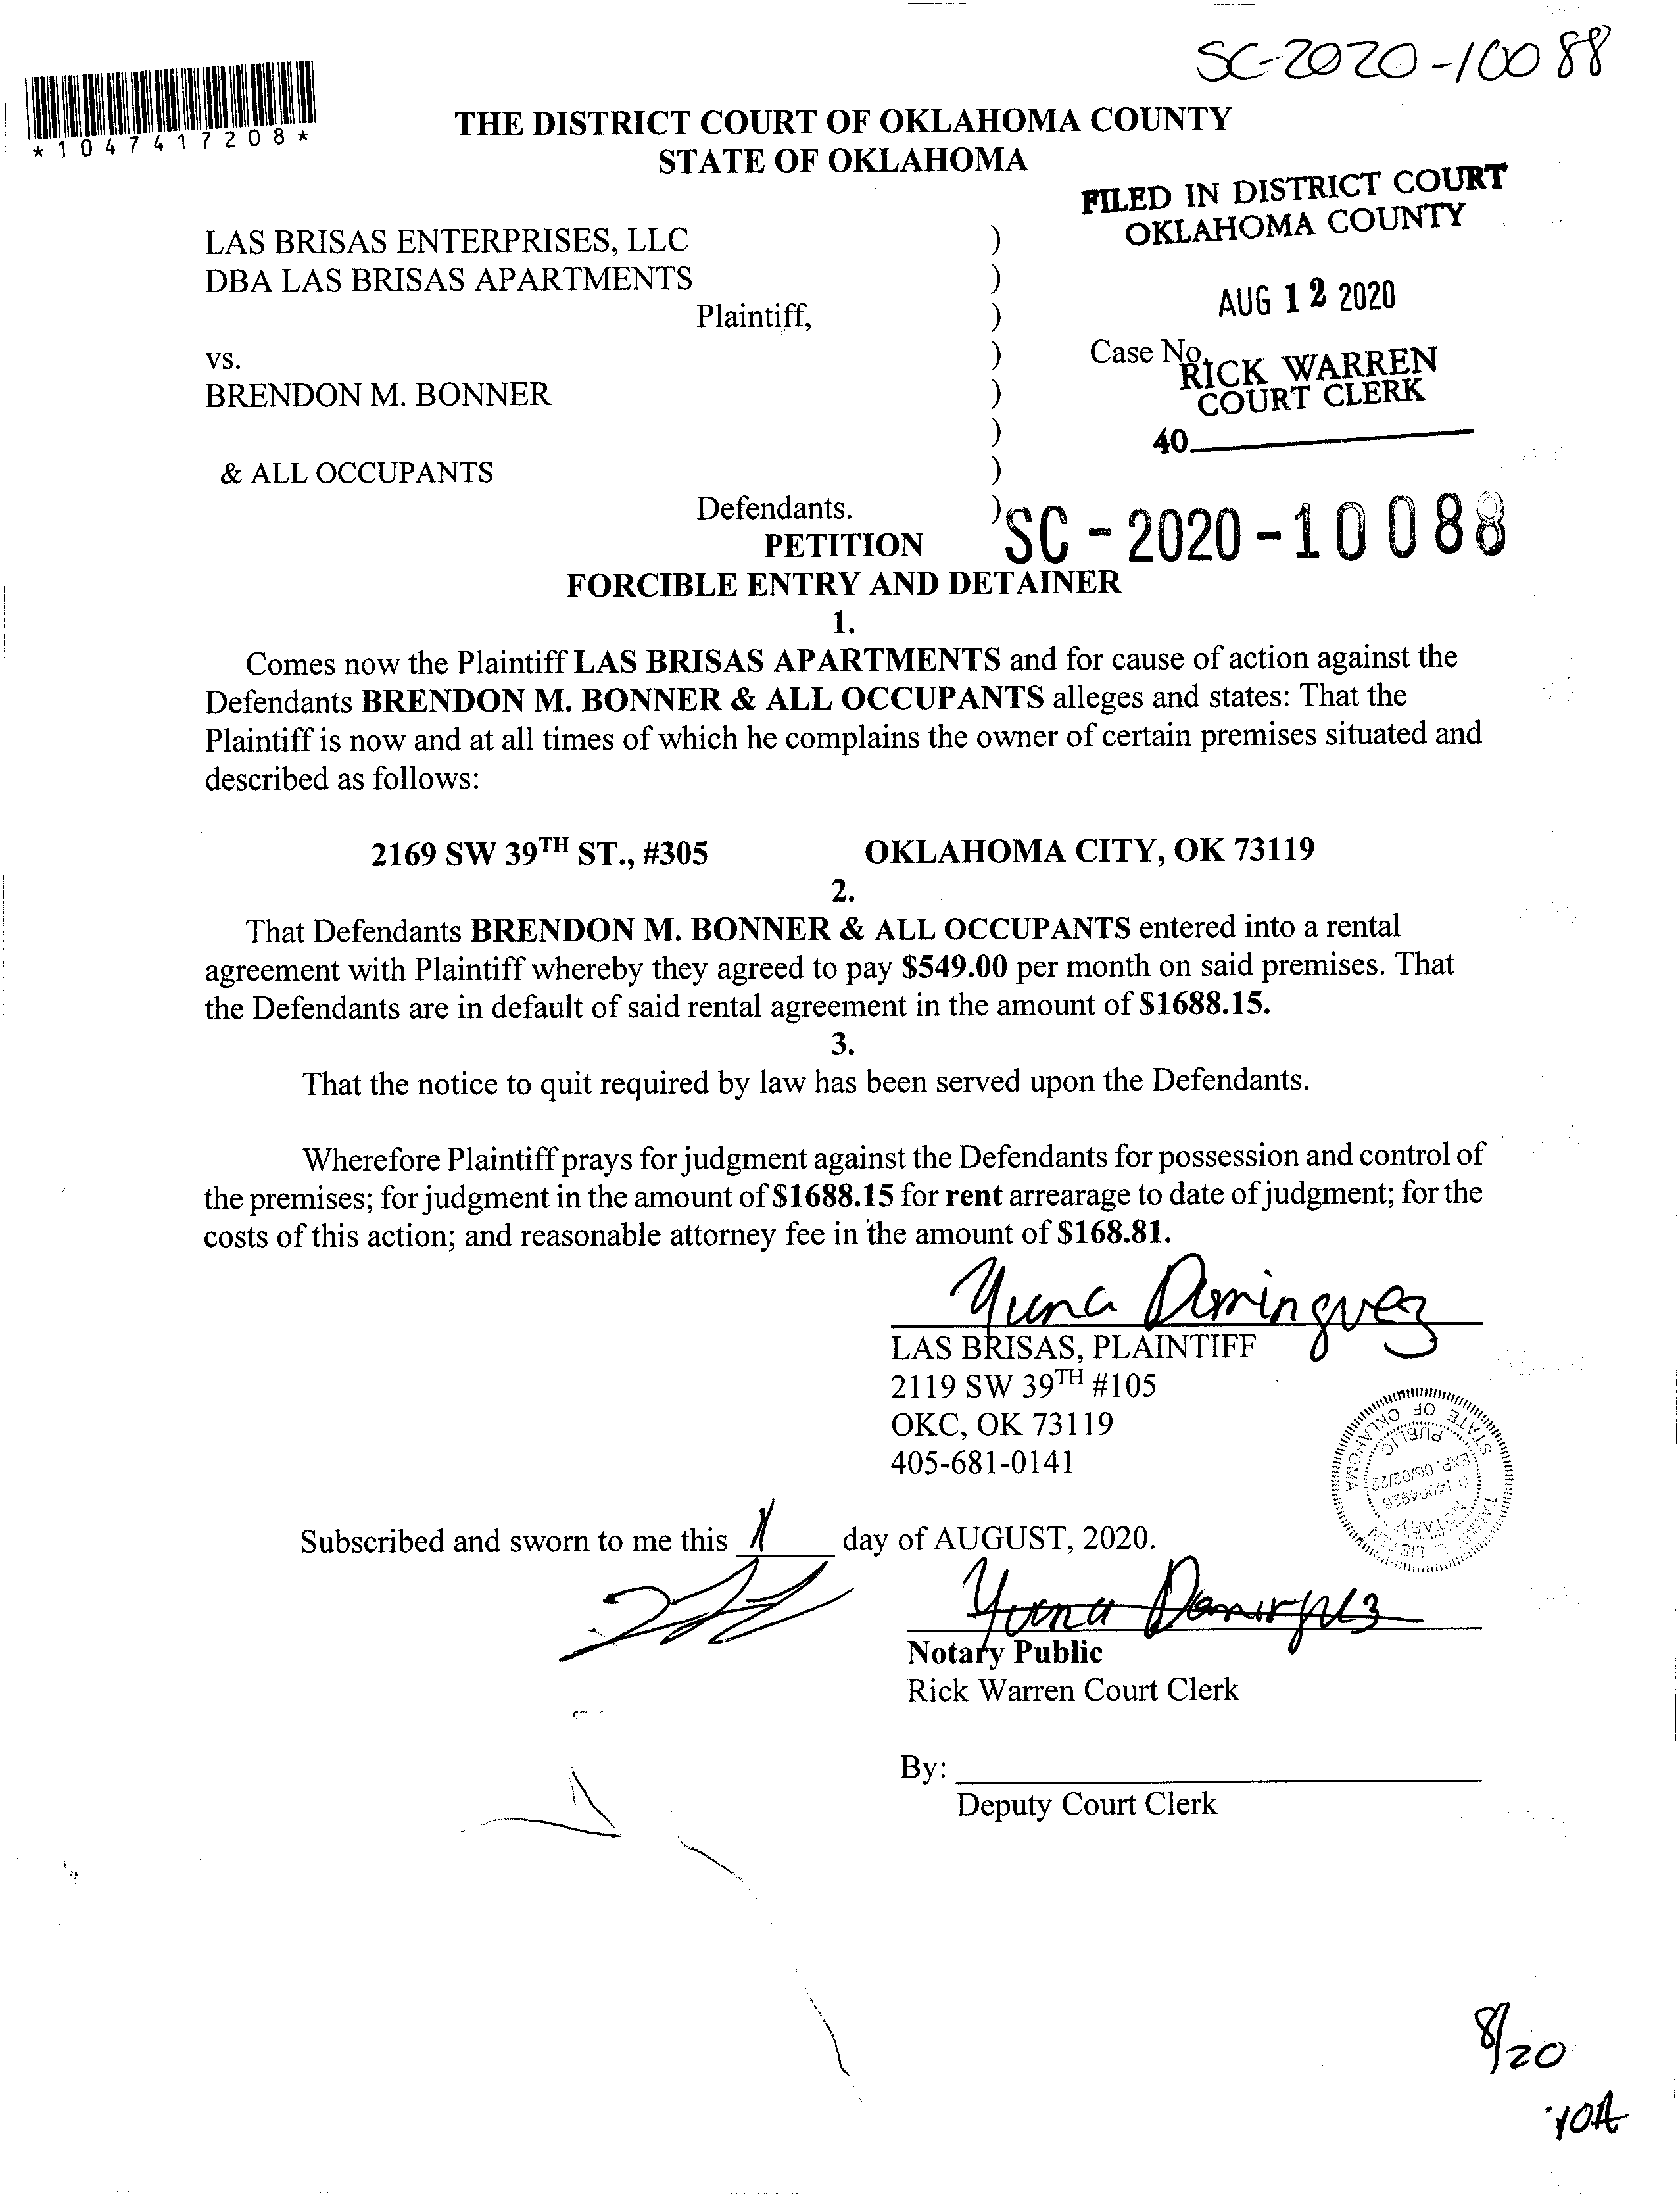 SC-2020-10088
*1047417208*
THE DISTRICT COURT OF OKLAHOMA COUNTY
STATE OF OKLAHOMA
FILED IN DISTRICT COURT
OKLAHOMA COUNTY
LAS BRISAS ENTERPRISES, LLC )
DBA LAS BRISAS APARTMENTS )
AUG 12 2020
Plaintiff, )
vs. ) Case No.
RICK WARREN
BRENDON M. BONNER )
COURT CLERK
)
40
& ALL OCCUPANTS )
Defendants. )
SC-2020-10088
PETITION
FORCIBLE ENTRY AND DETAINER
1.
Comes now the Plaintiff LAS BRISAS APARTMENTS and for cause of action against the
Defendants BRENDON M. BONNER & ALL OCCUPANTS alleges and states: That the
Plaintiff is now and at all times of which he complains the owner of certain premises situated and
described as follows:
2169 SW 39TH ST., #305 OKLAHOMA CITY, OK 73119
2.
That Defendants BRENDON M. BONNER & ALL OCCUPANTS entered into a rental
agreement with Plaintiff whereby they agreed to pay $549.00 per month on said premises. That
the Defendants are in default of said rental agreement in the amount of $1688.15.
3.
That the notice to quit required by law has been served upon the Defendants.
Wherefore Plaintiff prays for judgment against the Defendants for possession and control of
the premises; for judgment in the amount of $1688.15 for rent arrearage to date of judgment; for the
costs of this action; and reasonable attorney fee in the amount of $168.81.
Yuna Dominguez
LAS BRISAS, PLAINTIFF
2119 SW 39TH #105
OKC, OK 73119
405-681-0141
STATE OF OKLAHOMA
PUBLIC
EXP. 06/02/22
# 14004926
NOTARY
Subscribed and sworn to me this 11 day of AUGUST, 2020.
Yuna Dominguez
Notary Public
Rick Warren Court Clerk
By:
Deputy Court Clerk
8/20
10A